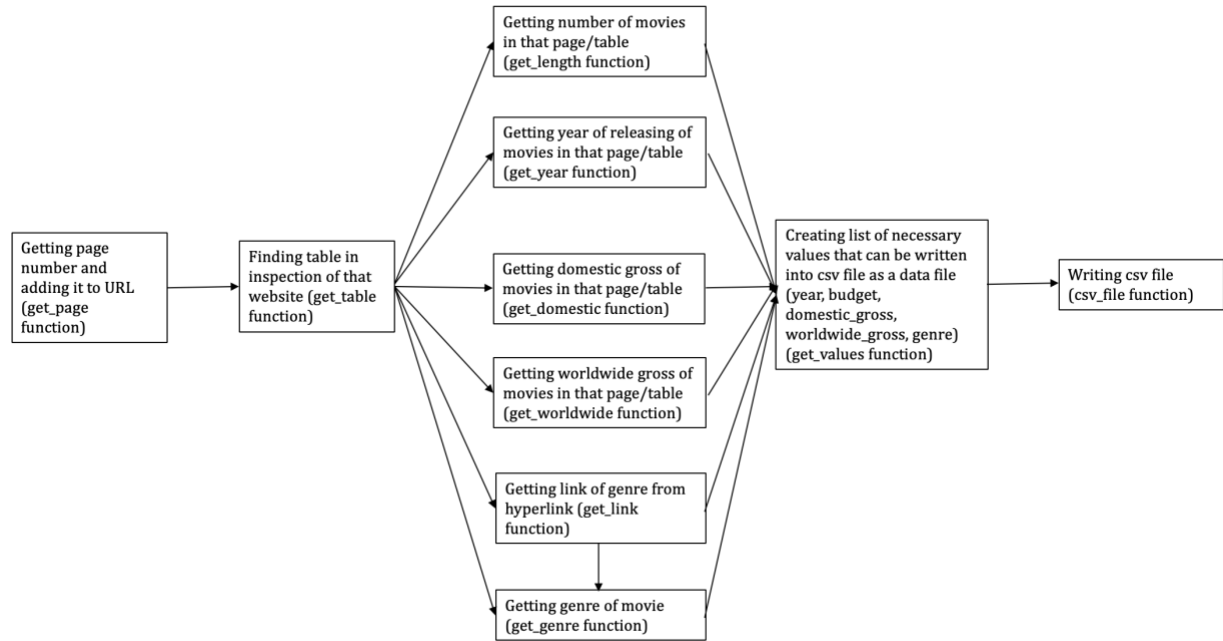 Getting page
number and
adding it to URL
(get_page
function)
Finding table in
inspection of that
website (get_table
function)
Getting number of movies
in that page/table
(get_length function)
Getting year of releasing of
movies in that page/table
(get_year function)
Getting domestic gross of
movies in that page/table
(get_domestic function)
Getting worldwide gross of
movies in that page/table
(get_worldwide function)
Getting link of genre from
hyperlink (get_link
function)
Getting genre of movie
(get_genre function)
Creating list of necessary
values that can be written
into csv file as a data file
(year, budget,
domestic_gross,
worldwide_gross, genre)
(get_values function)
Writing csv file
(csv_file function)